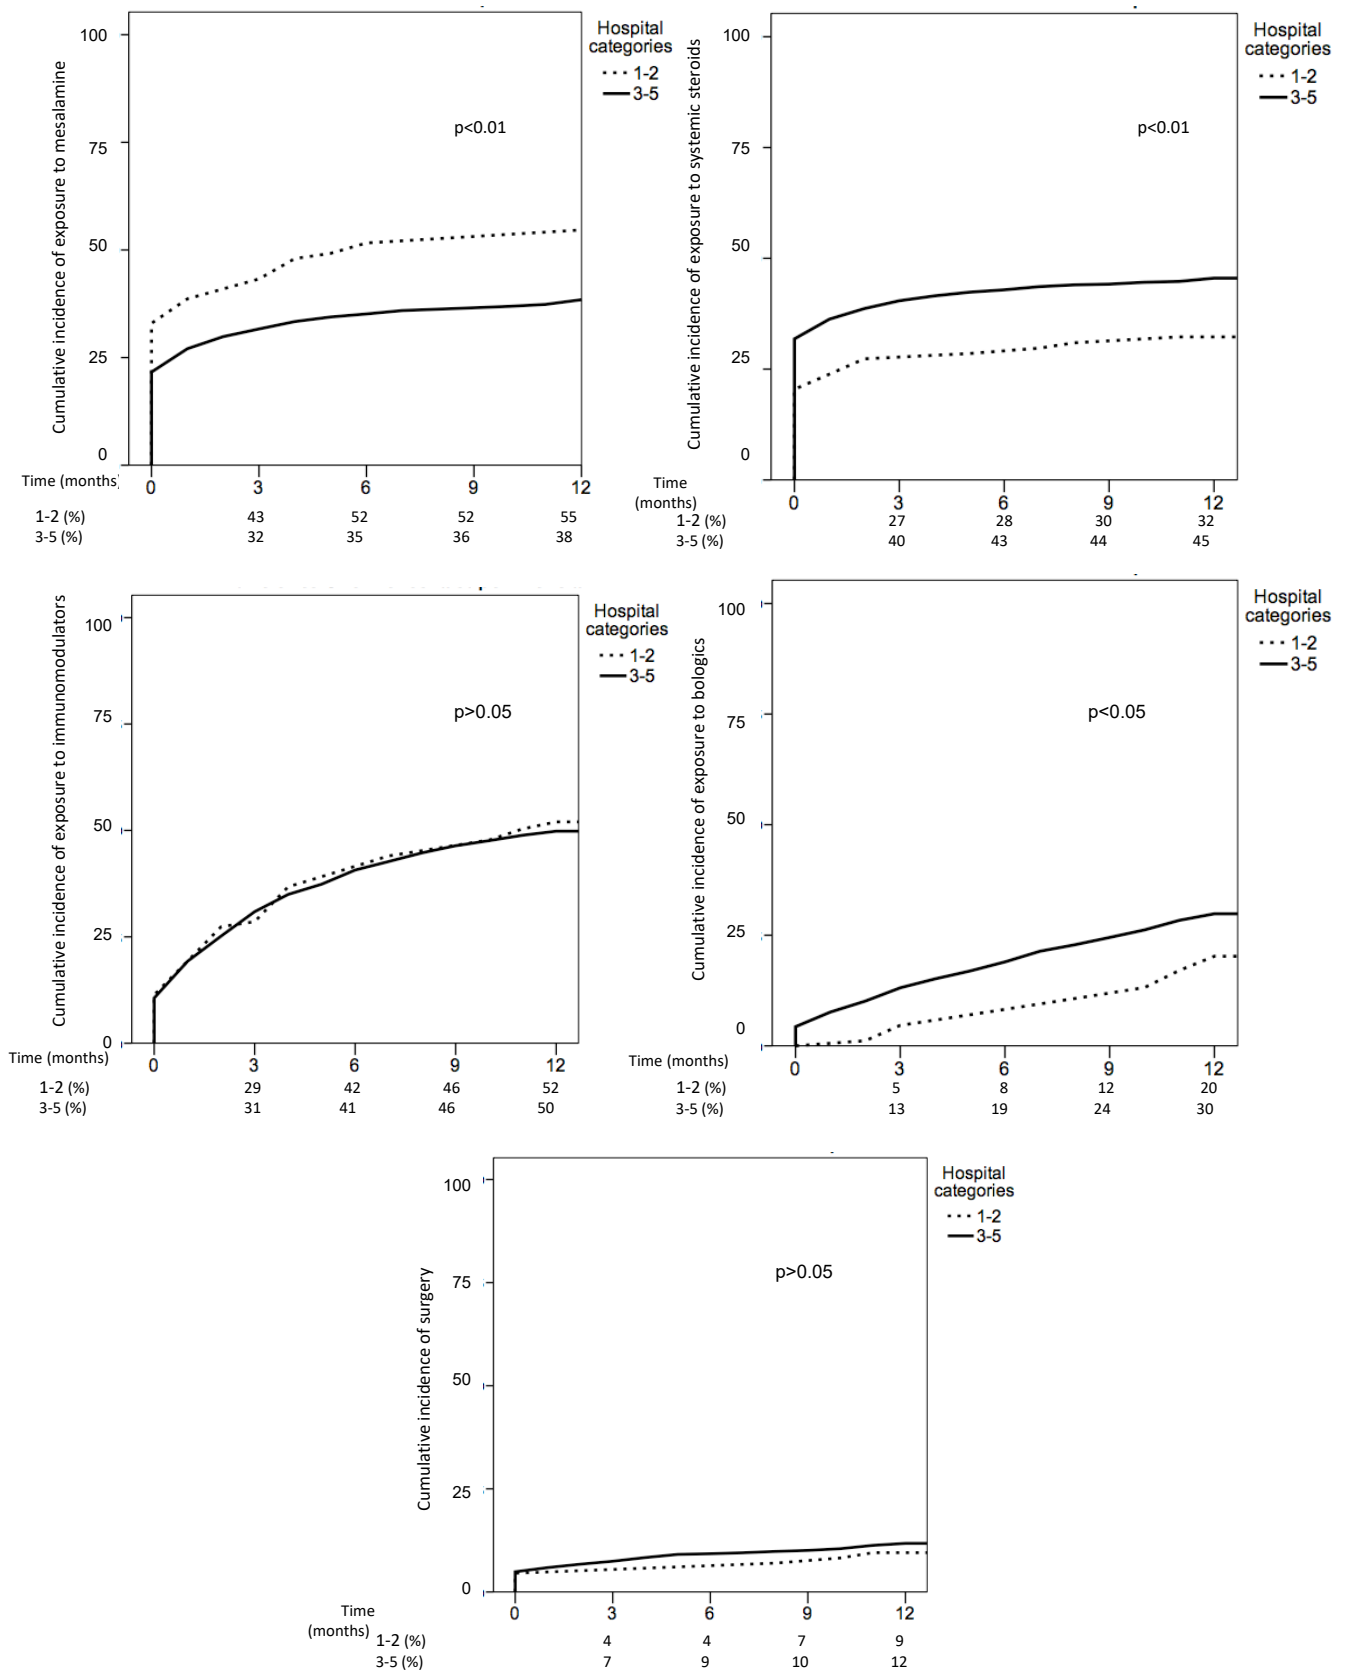 Cumulative incidence of exposure to mesalamine
100
75
50
25
0
p<0.01
Hospital
categories
1-2
3-5
Time (months)
0 3 6 9 12
1-2 (%) 43 52 52 55
3-5 (%) 32 35 36 38
Cumulative incidence of exposure to systemic steroids
100
75
50
25
0
p<0.01
Hospital
categories
1-2
3-5
Time
(months)
0 3 6 9 12
1-2 (%) 27 28 30 32
3-5 (%) 40 43 44 45
Cumulative incidence of exposure to immunomodulators
100
75
50
25
0
p>0.05
Hospital
categories
1-2
3-5
Time (months)
0 3 6 9 12
1-2 (%) 29 42 46 52
3-5 (%) 31 41 46 50
Cumulative incidence of exposure to bologics
100
75
50
25
0
p<0.05
Hospital
categories
1-2
3-5
Time (months)
0 3 6 9 12
1-2 (%) 5 8 12 20
3-5 (%) 13 19 24 30
Cumulative incidence of surgery
100
75
50
25
0
p>0.05
Hospital
categories
1-2
3-5
Time
(months)
0 3 6 9 12
1-2 (%) 4 4 7 9
3-5 (%) 7 9 10 12